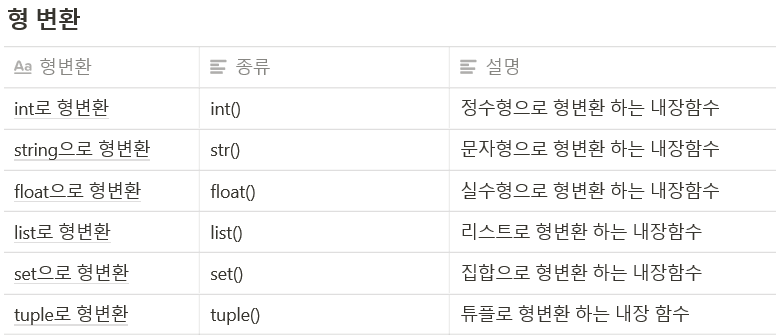 형 변환
Aa 형변환 종류 설명
int로 형변환 int() 정수형으로 형변환 하는 내장함수
string으로 형변환 str() 문자형으로 형변환 하는 내장함수
float으로 형변환 float() 실수형으로 형변환 하는 내장함수
list로 형변환 list() 리스트로 형변환 하는 내장함수
set으로 형변환 set() 집합으로 형변환 하는 내장함수
tuple로 형변환 tuple() 튜플로 형변환 하는 내장 함수